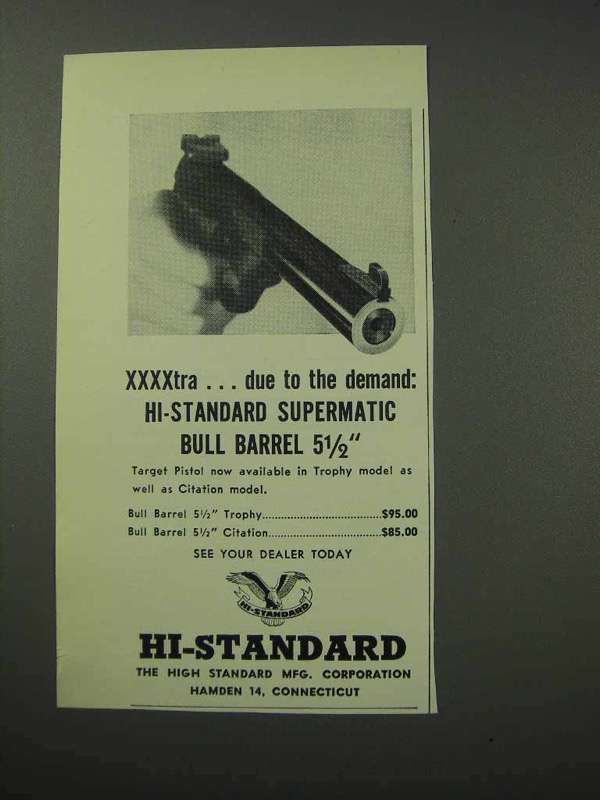 XXXXtra . . . due to the demand:
HI-STANDARD SUPERMATIC
BULL BARREL 5½"
Target Pistol now available in Trophy model as
well as Citation model.
Bull Barrel 5½" Trophy..............................$95.00
Bull Barrel 5½" Citation............................$85.00
SEE YOUR DEALER TODAY
HI-STANDARD
HI-STANDARD
THE HIGH STANDARD MFG. CORPORATION
HAMDEN 14, CONNECTICUT